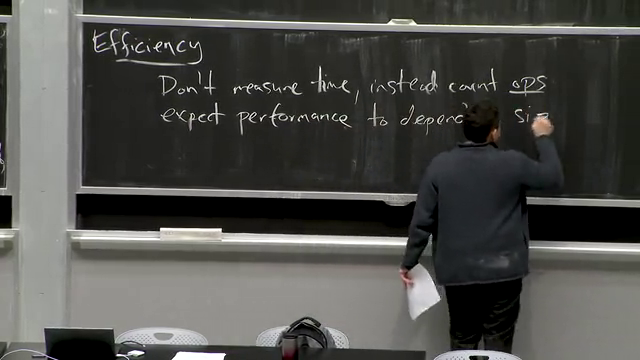 Efficiency
Don't measure time, instead count ops
expect performance to depend